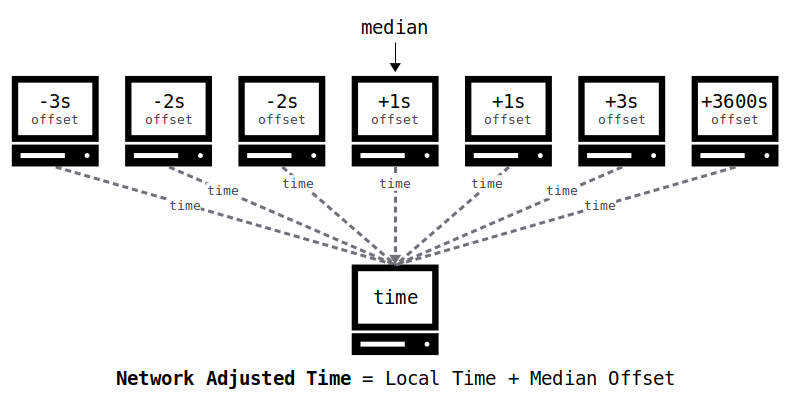 median
-3s -2s -2s +1s +1s +3s +3600s
offset offset offset offset offset offset offset
time time time time time
time time
time
Network Adjusted Time = Local Time + Median Offset